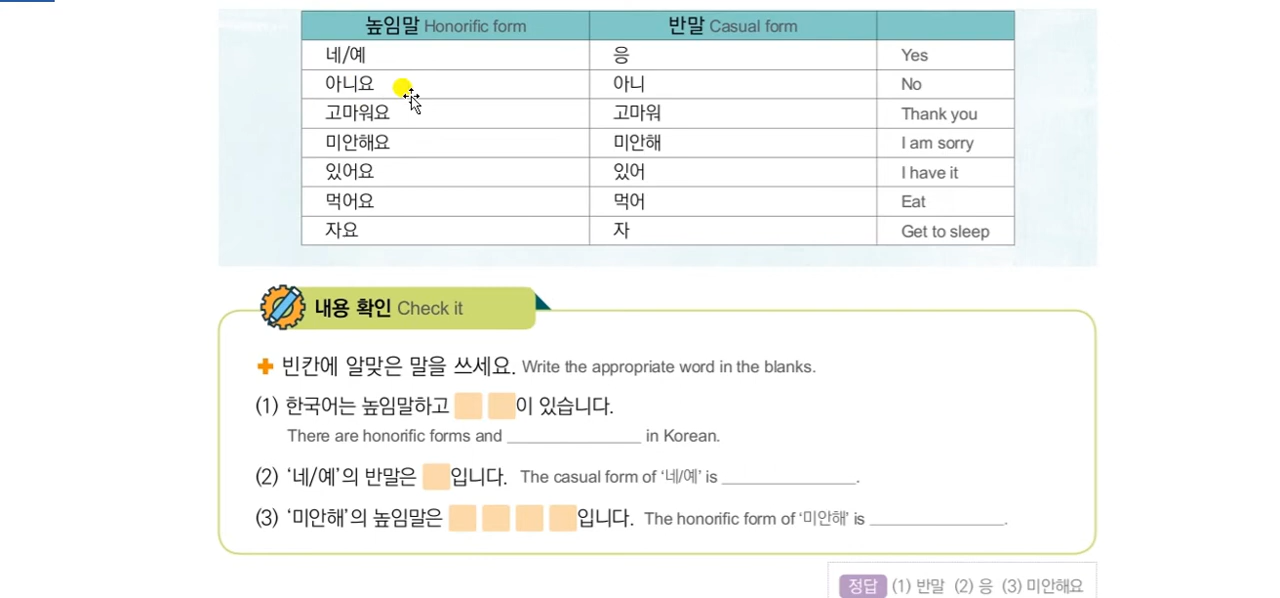 높임말 Honorific form 반말 Casual form
네/예 응 Yes
아니요 아니 No
고마워요 고마워 Thank you
미안해요 미안해 I am sorry
있어요 있어 I have it
먹어요 먹어 Eat
자요 자 Get to sleep
내용 확인 Check it
빈칸에 알맞은 말을 쓰세요. Write the appropriate word in the blanks.
(1) 한국어는 높임말하고 이 있습니다.
There are honorific forms and _______________ in Korean.
(2) ‘네/예’의 반말은 입니다. The casual form of ‘네/예’ is _______________.
(3) ‘미안해’의 높임말은 입니다. The honorific form of ‘미안해’ is _______________.
정답 (1) 반말 (2) 응 (3) 미안해요